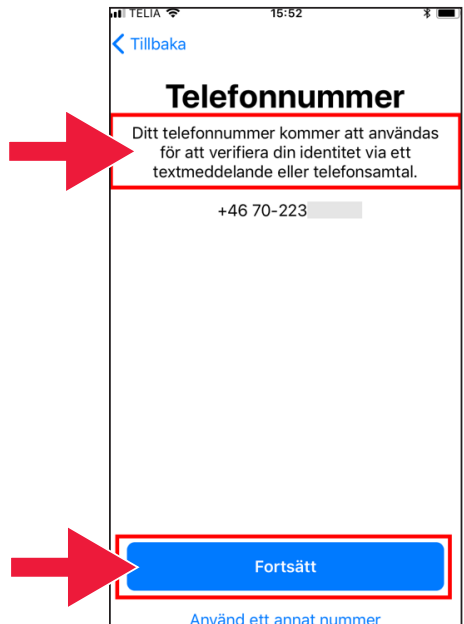 TELIA 15:52
Tillbaka
Telefonnummer
Ditt telefonnummer kommer att användas
för att verifiera din identitet via ett
textmeddelande eller telefonsamtal.
+46 70-223
Fortsätt
Använd ett annat nummer